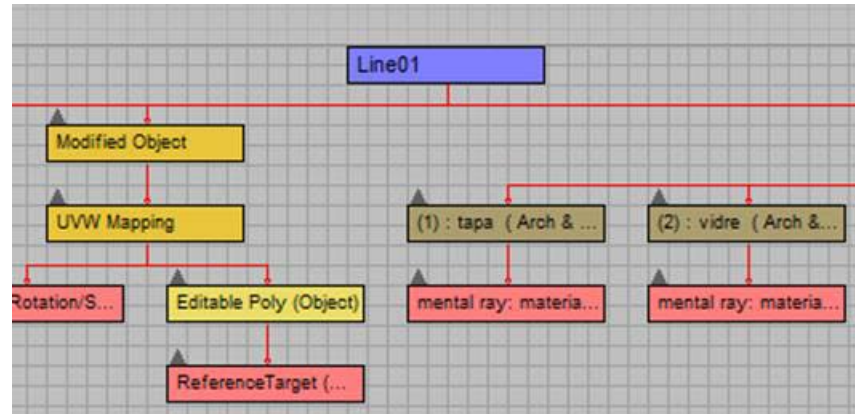 Line01
Modified Object
UVW Mapping
(1) : tapa ( Arch & ...
(2) : vidre ( Arch &...
Rotation/S...
Editable Poly (Object)
mental ray: materia...
mental ray: materia...
ReferenceTarget (...